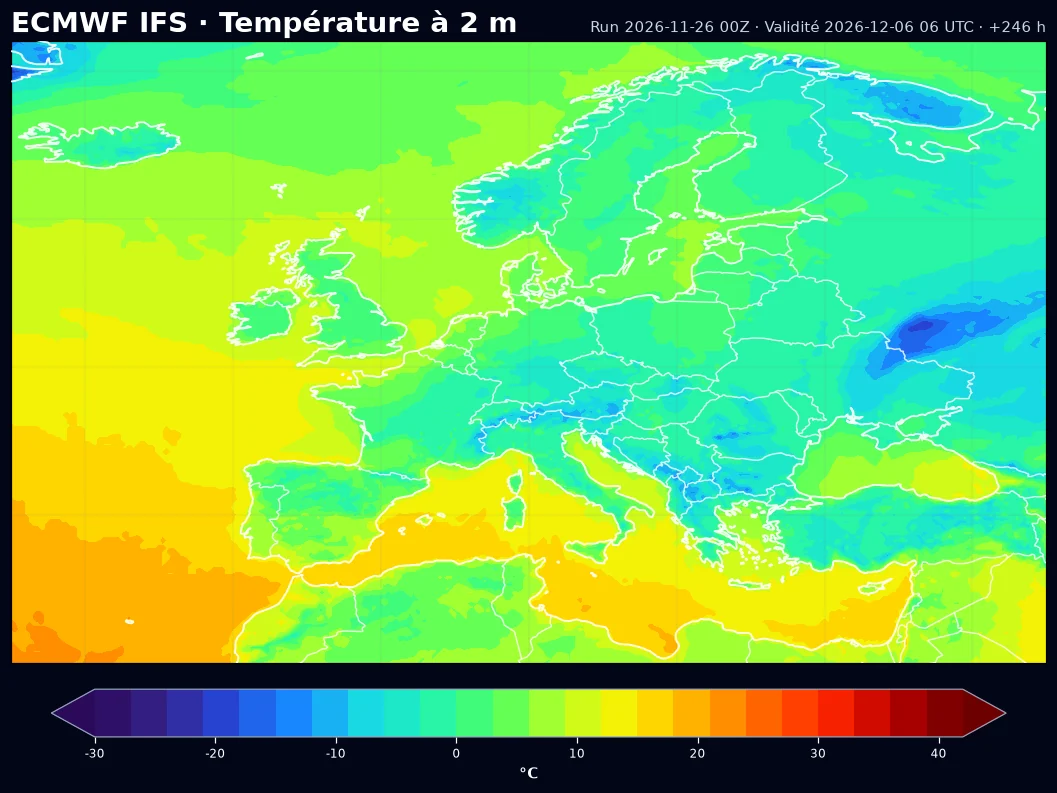 ECMWF IFS · Température à 2 m
Run 2026-11-26 00Z · Validité 2026-12-06 06 UTC · +246 h
-30 -20 -10 0 10 20 30 40
°C